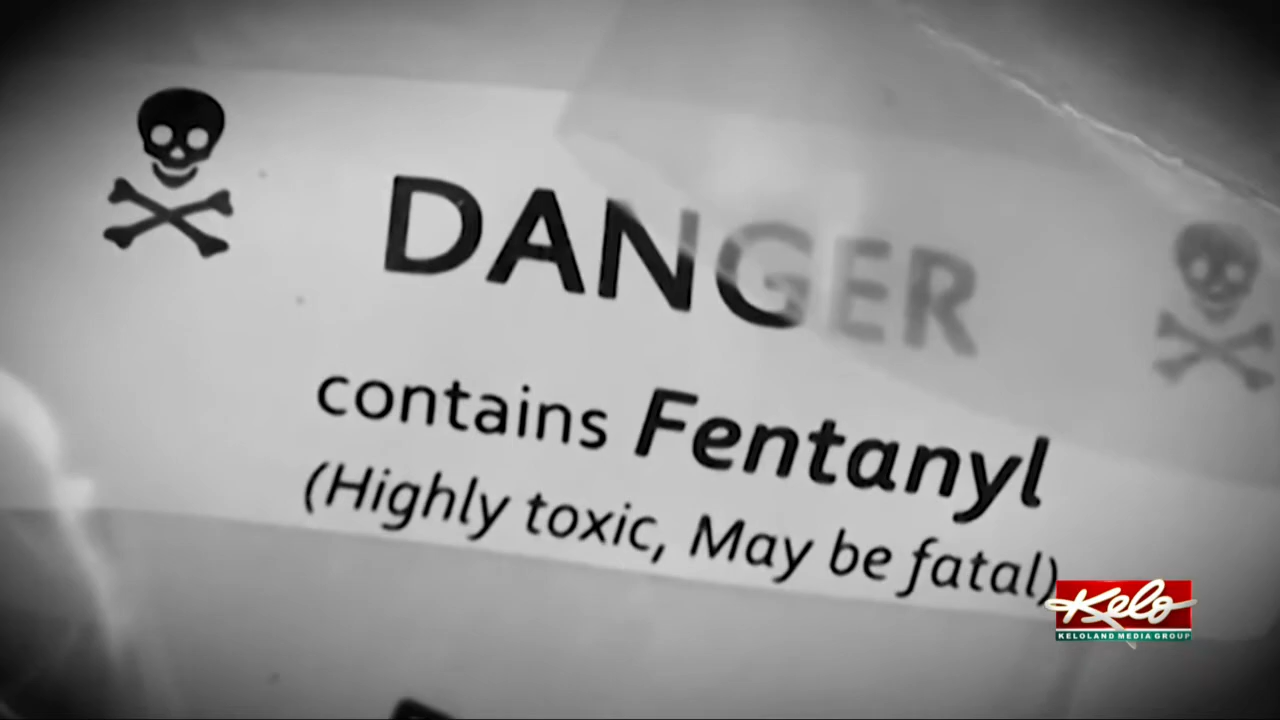 DANGER
contains Fentanyl
(Highly toxic, May be fatal)
Kelo
KELOLAND MEDIA GROUP